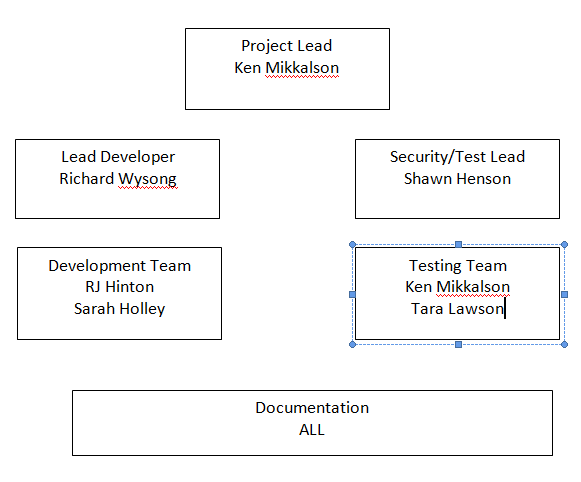 Project Lead
Ken Mikkalson
Lead Developer
Richard Wysong
Security/Test Lead
Shawn Henson
Development Team
RJ Hinton
Sarah Holley
Testing Team
Ken Mikkalson
Tara Lawson
Documentation
ALL